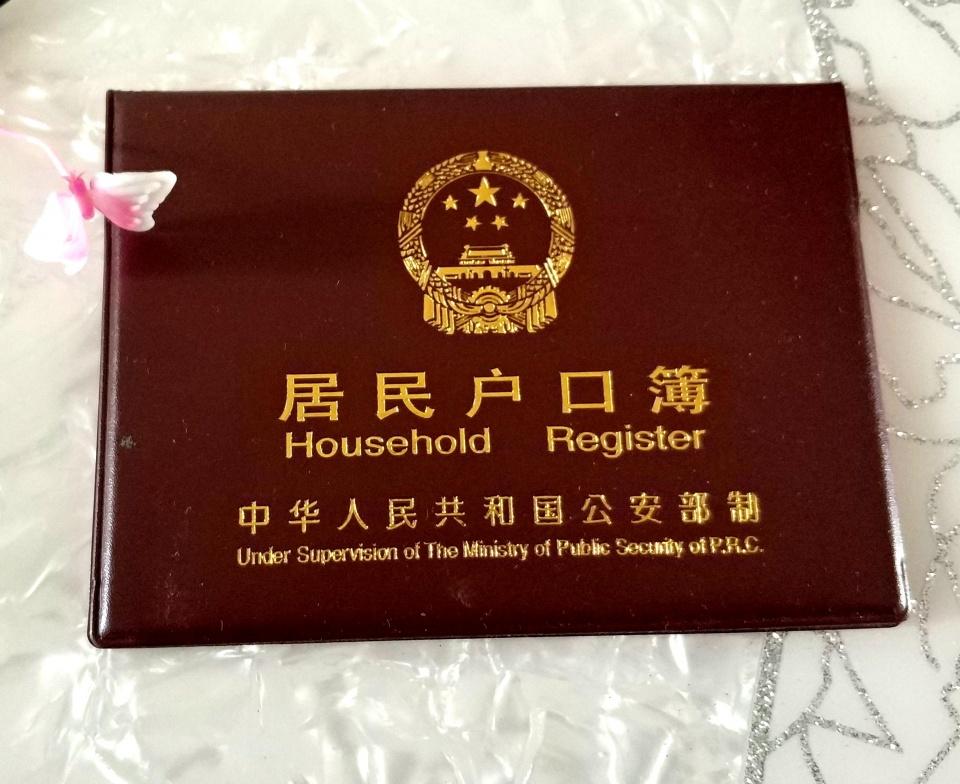 居民户口簿
Household Register
中华人民共和国公安部制
Under Supervision of The Ministry of Public Security of P.R.C.